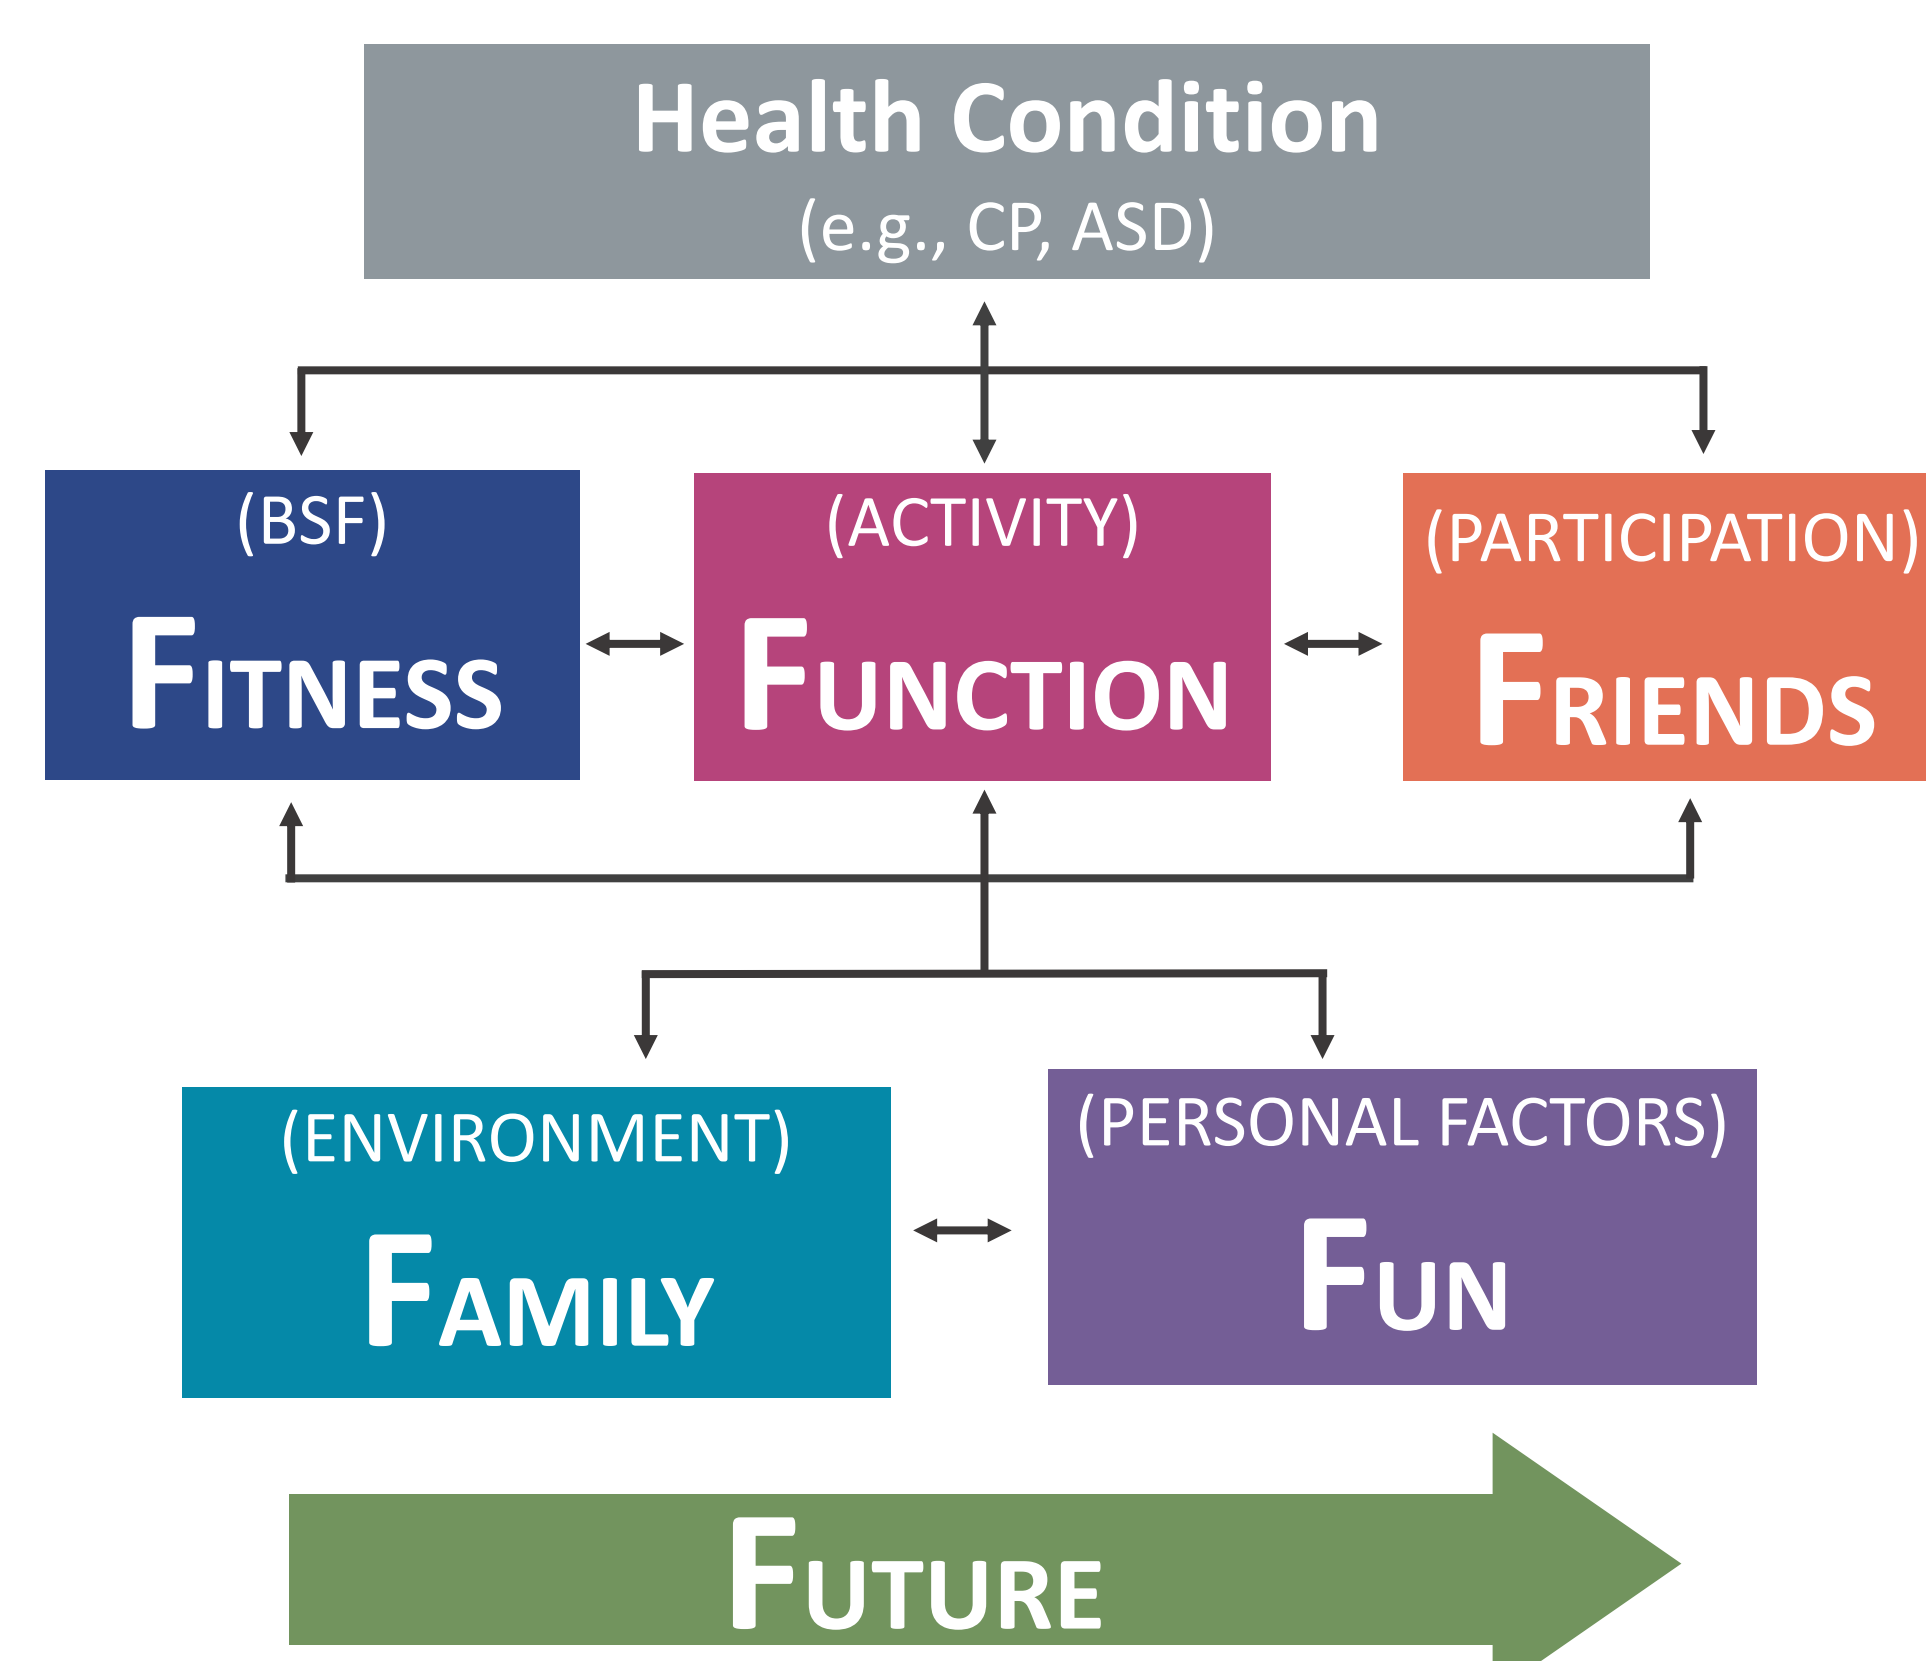 Health Condition
(e.g., CP, ASD)
(BSF)
FITNESS
(ACTIVITY)
FUNCTION
(PARTICIPATION)
FRIENDS
(ENVIRONMENT)
FAMILY
(PERSONAL FACTORS)
FUN
FUTURE